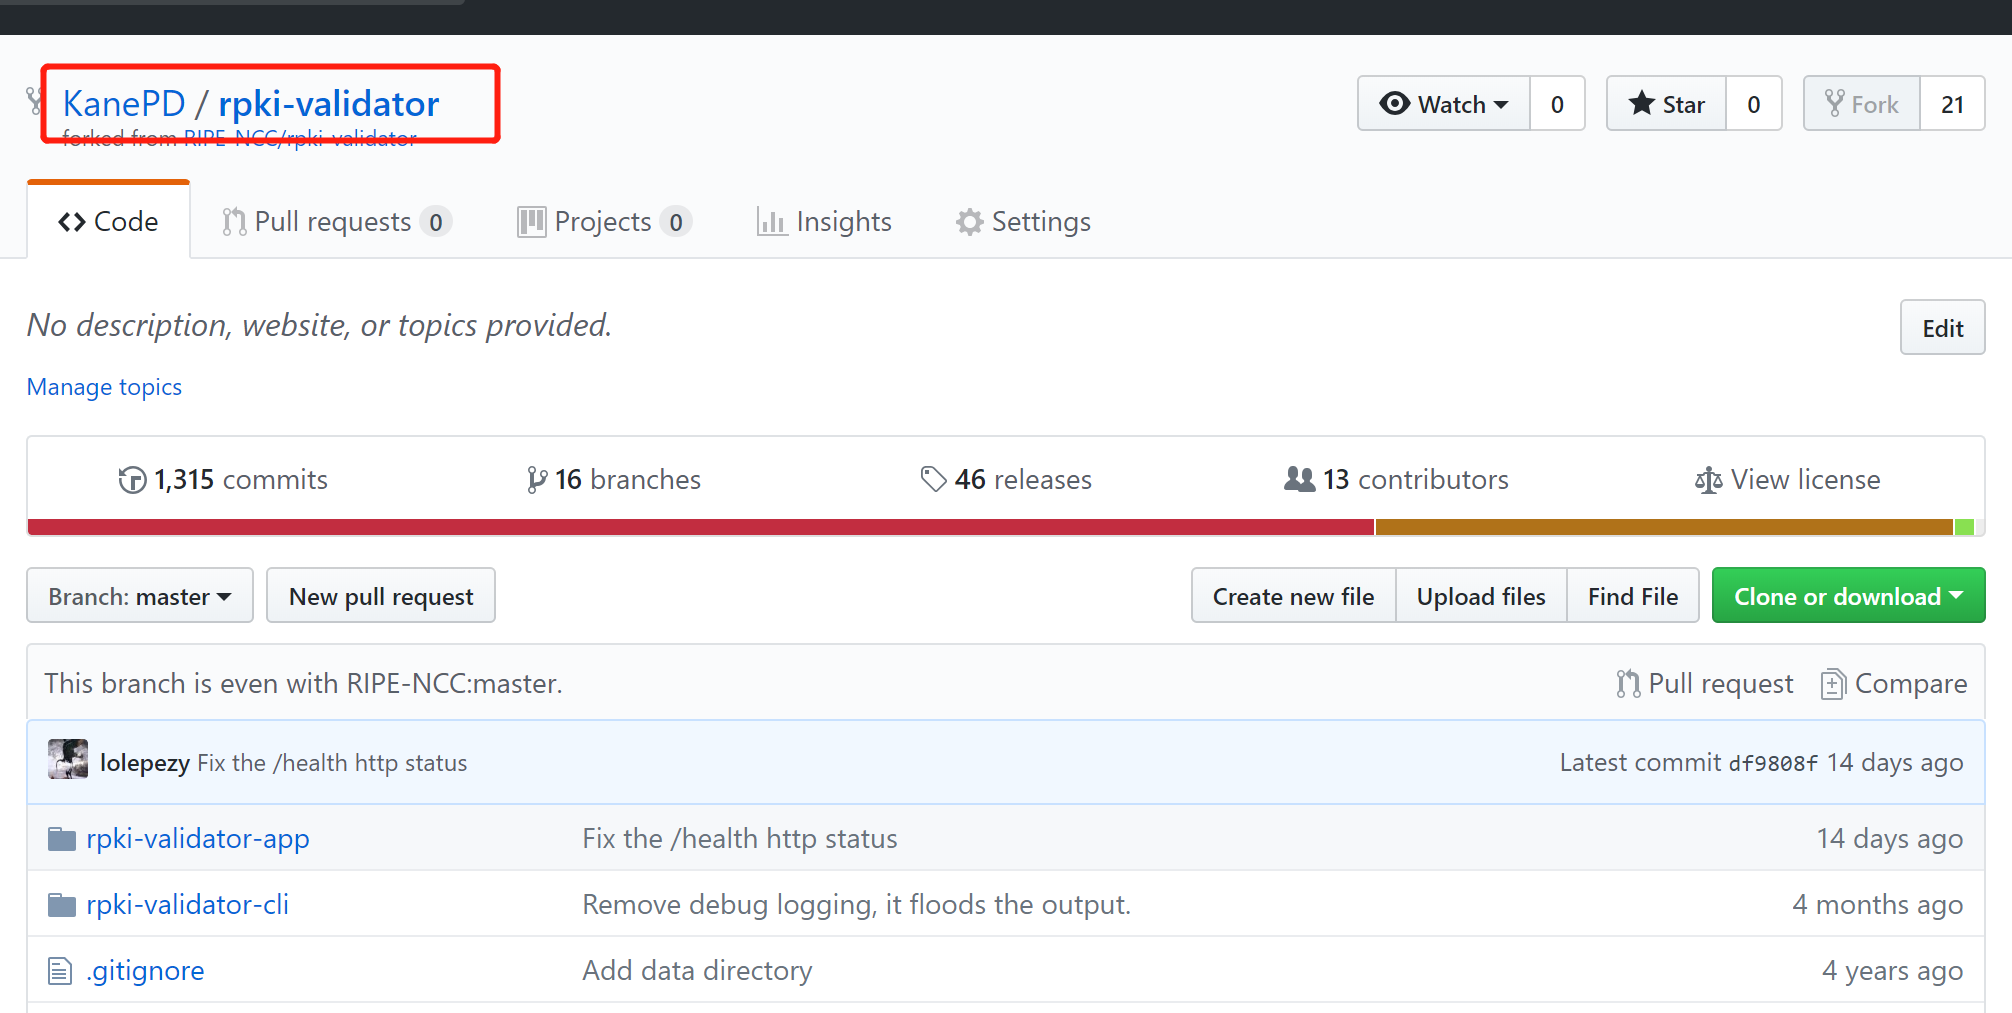 KanePD / rpki-validator
forked from RIPE-NCC/rpki-validator
Watch 0 Star 0 Fork 21
Code Pull requests 0 Projects 0 Insights Settings
No description, website, or topics provided.
Edit
Manage topics
1,315 commits 16 branches 46 releases 13 contributors View license
Branch: master New pull request Create new file Upload files Find File Clone or download
This branch is even with RIPE-NCC:master. Pull request Compare
lolepezy Fix the /health http status Latest commit df9808f 14 days ago
rpki-validator-app Fix the /health http status 14 days ago
rpki-validator-cli Remove debug logging, it floods the output. 4 months ago
.gitignore Add data directory 4 years ago